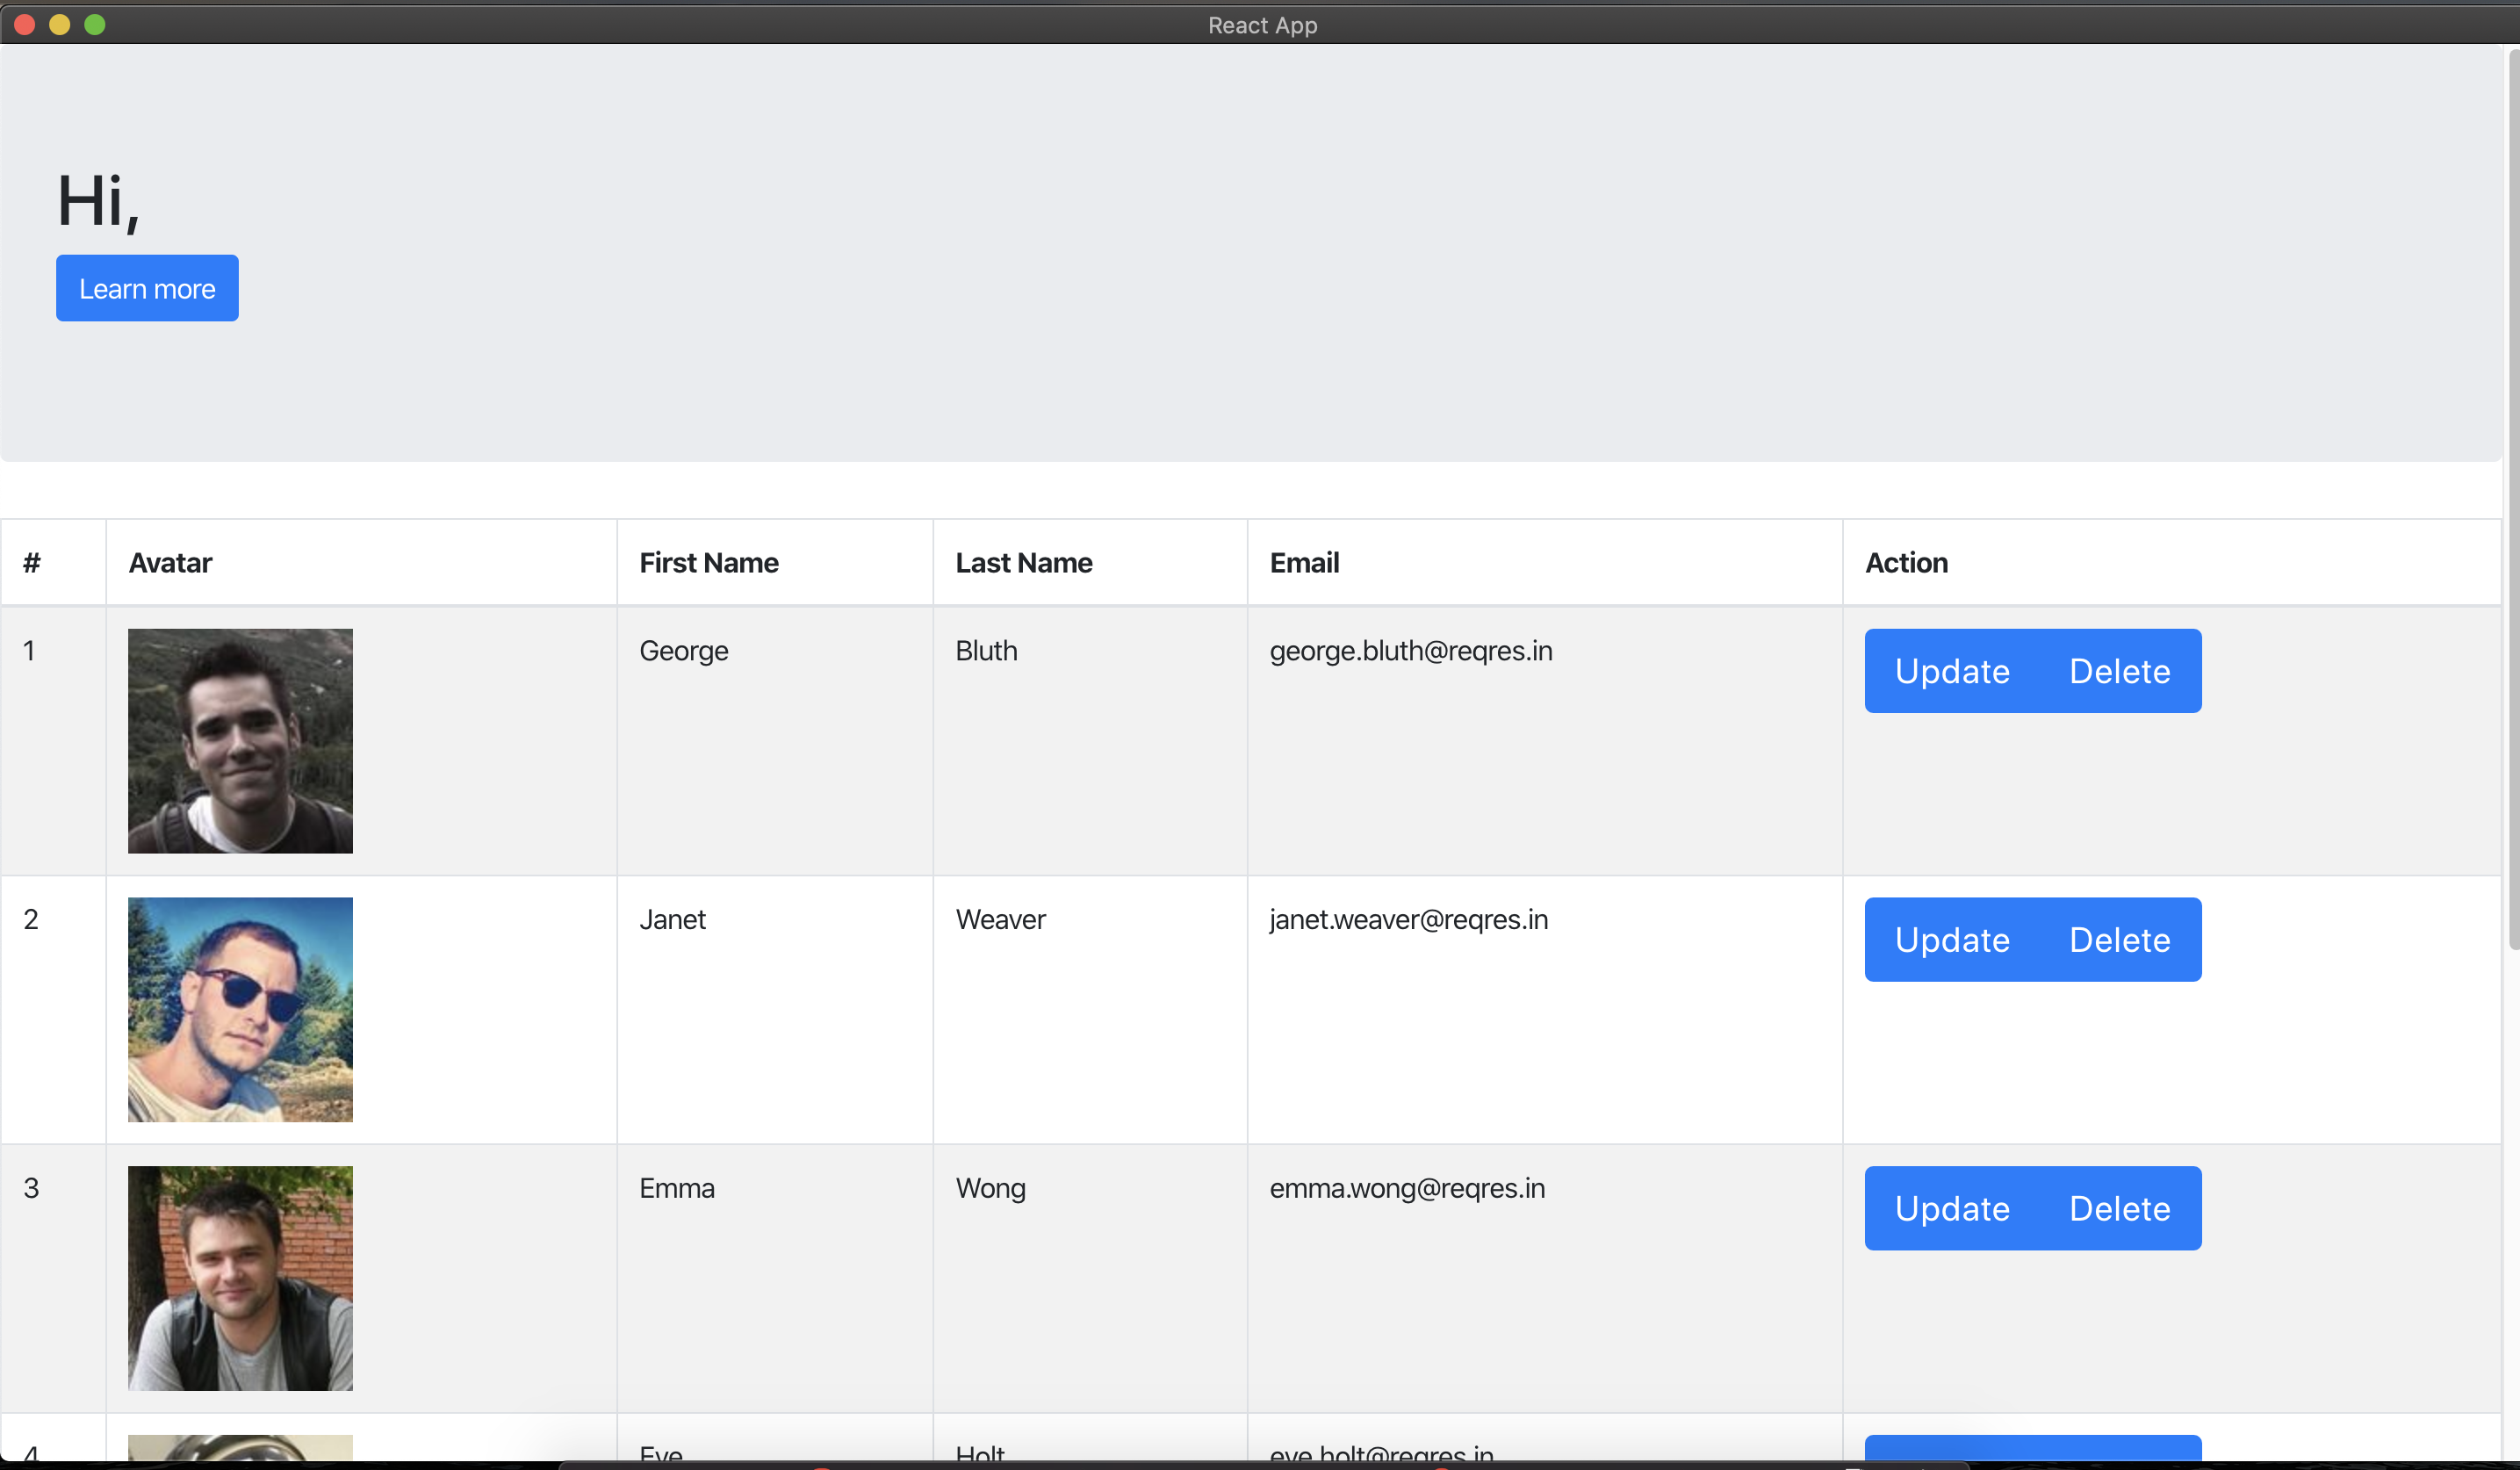 React App
Hi,
Learn more
# Avatar First Name Last Name Email Action
1 George Bluth george.bluth@reqres.in Update Delete
2 Janet Weaver janet.weaver@reqres.in Update Delete
3 Emma Wong emma.wong@reqres.in Update Delete
4 Eve Holt eve.holt@reqres.in